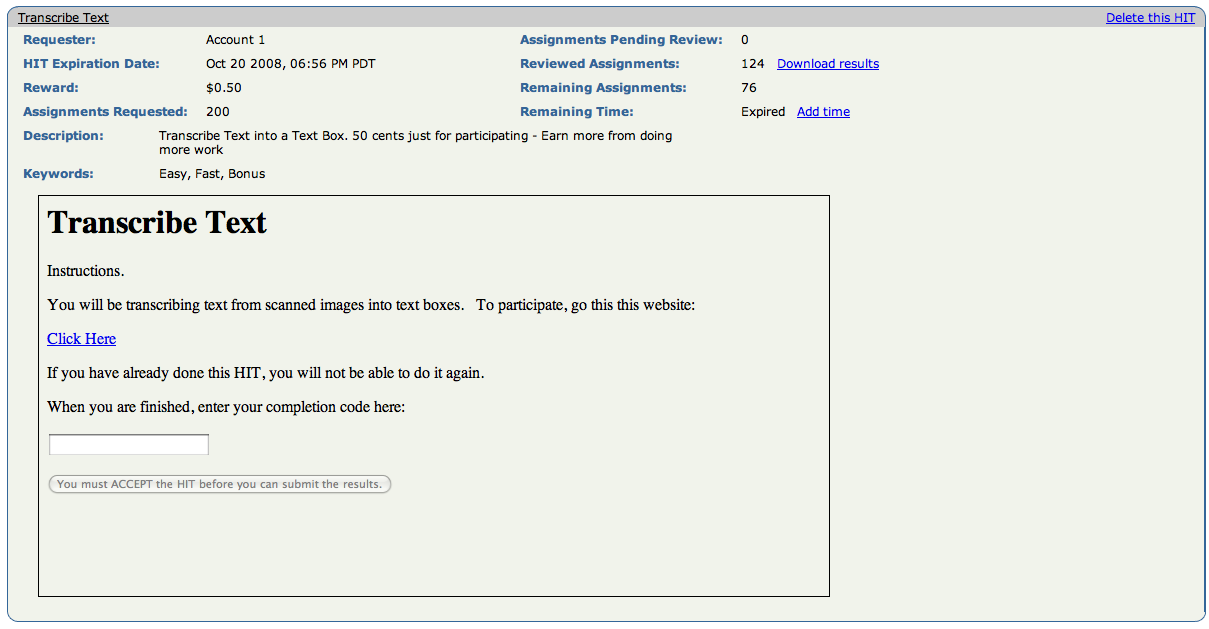 Transcribe Text Delete this HIT
Requester: Account 1 Assignments Pending Review: 0
HIT Expiration Date: Oct 20 2008, 06:56 PM PDT Reviewed Assignments: 124 Download results
Reward: $0.50 Remaining Assignments: 76
Assignments Requested: 200 Remaining Time: Expired Add time
Description: Transcribe Text into a Text Box. 50 cents just for participating - Earn more from doing
more work
Keywords: Easy, Fast, Bonus
Transcribe Text
Instructions.
You will be transcribing text from scanned images into text boxes. To participate, go this this website:
Click Here
If you have already done this HIT, you will not be able to do it again.
When you are finished, enter your completion code here:
You must ACCEPT the HIT before you can submit the results.